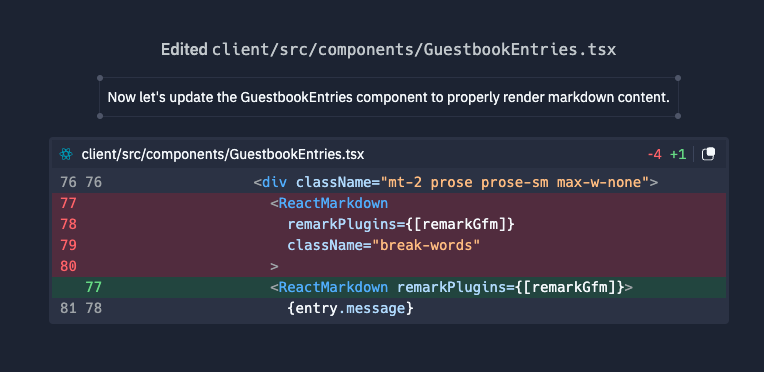 Edited client/src/components/GuestbookEntries.tsx
Now let's update the GuestbookEntries component to properly render markdown content.
client/src/components/GuestbookEntries.tsx -4 +1
76 76 <div className="mt-2 prose prose-sm max-w-none">
77 <ReactMarkdown
78 remarkPlugins={[remarkGfm]}
79 className="break-words"
80 >
77 <ReactMarkdown remarkPlugins={[remarkGfm]}>
81 78 {entry.message}